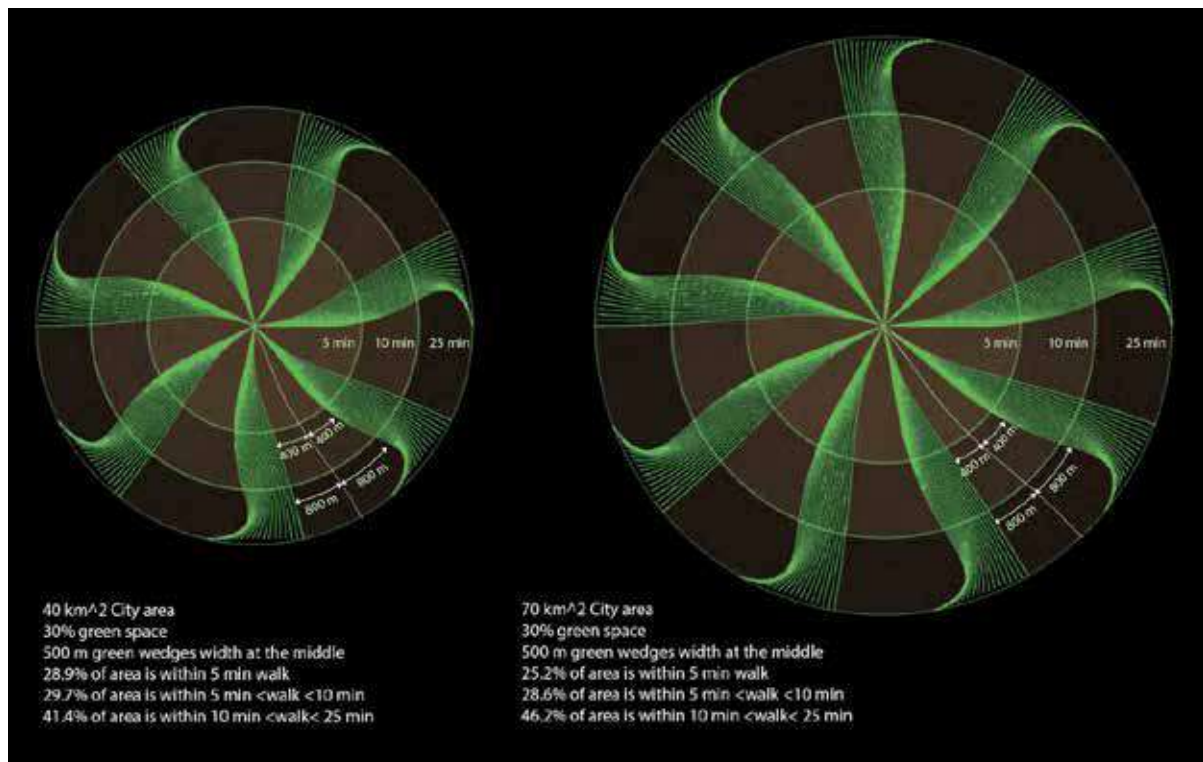 5 min 10 min 25 min
400 m 400 m
800 m 800 m
5 min 10 min 25 min
400 m 400 m
800 m 800 m
40 km^2 City area
30% green space
500 m green wedges width at the middle
28.9% of area is within 5 min walk
29.7% of area is within 5 min <walk <10 min
41.4% of area is within 10 min <walk< 25 min
70 km^2 City area
30% green space
500 m green wedges width at the middle
25.2% of area is within 5 min walk
28.6% of area is within 5 min <walk <10 min
46.2% of area is within 10 min <walk< 25 min